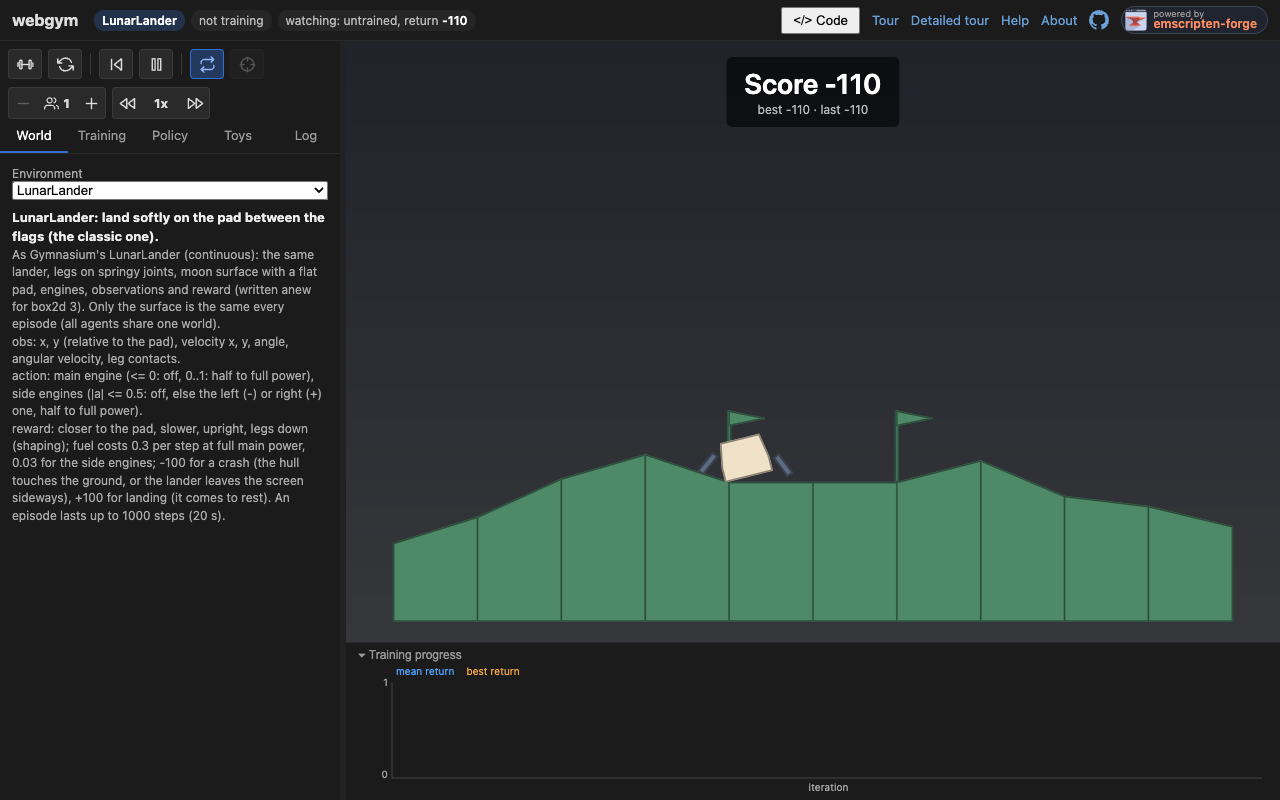 webgym
LunarLander
not training
watching: untrained, return -110
</> Code
Tour
Detailed tour
Help
About
powered by
emscripten-forge
1
1x
World
Training
Policy
Toys
Log
Environment
LunarLander
LunarLander: land softly on the pad between the
flags (the classic one).
As Gymnasium's LunarLander (continuous): the same
lander, legs on springy joints, moon surface with a flat
pad, engines, observations and reward (written anew
for box2d 3). Only the surface is the same every
episode (all agents share one world).
obs: x, y (relative to the pad), velocity x, y, angle,
angular velocity, leg contacts.
action: main engine (<= 0: off, 0..1: half to full power),
side engines (|a| <= 0.5: off, else the left (-) or right (+)
one, half to full power).
reward: closer to the pad, slower, upright, legs down
(shaping); fuel costs 0.3 per step at full main power,
0.03 for the side engines; -100 for a crash (the hull
touches the ground, or the lander leaves the screen
sideways), +100 for landing (it comes to rest). An
episode lasts up to 1000 steps (20 s).
Score -110
best -110 · last -110
Training progress
mean return
best return
1
0
iteration